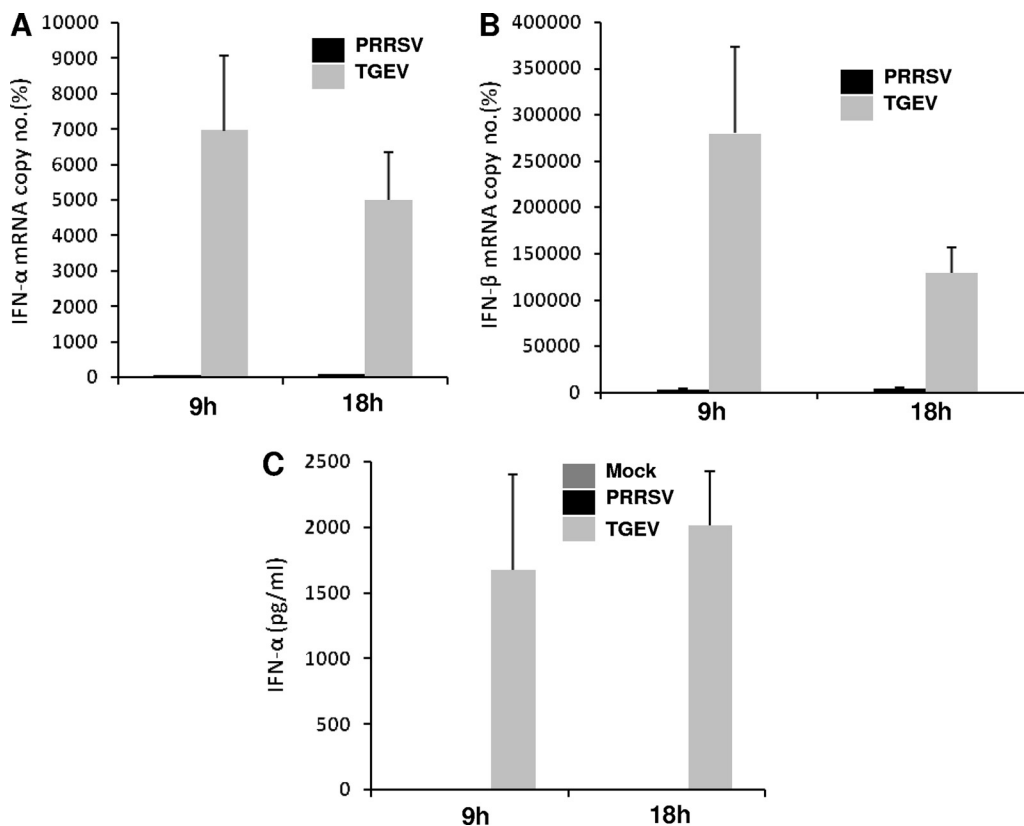 A
IFN-α mRNA copy no.(%)
10000
9000
8000
7000
6000
5000
4000
3000
2000
1000
0
PRRSV
TGEV
9h
18h
B
IFN-β mRNA copy no.(%)
400000
350000
300000
250000
200000
150000
100000
50000
0
PRRSV
TGEV
9h
18h
C
IFN-α (pg/ml)
2500
2000
1500
1000
500
0
Mock
PRRSV
TGEV
9h
18h